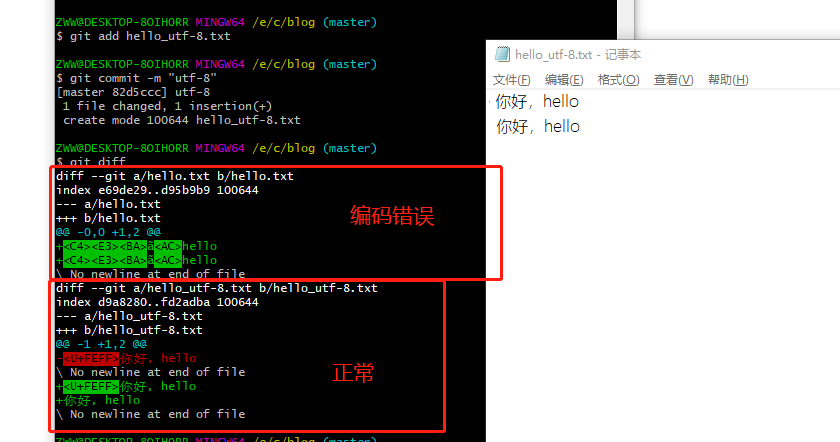 ZWW@DESKTOP-8OIHORR MINGW64 /e/c/blog (master)
$ git add hello_utf-8.txt
ZWW@DESKTOP-8OIHORR MINGW64 /e/c/blog (master)
$ git commit -m "utf-8"
[master 82d5ccc] utf-8
1 file changed, 1 insertion(+)
create mode 100644 hello_utf-8.txt
ZWW@DESKTOP-8OIHORR MINGW64 /e/c/blog (master)
$ git diff
diff --git a/hello.txt b/hello.txt
index e69de29..d95b9b9 100644
--- a/hello.txt
+++ b/hello.txt
@@ -0,0 +1,2 @@
+<C4><E3><BA>ã<AC>hello
+<C4><E3><BA>ã<AC>hello
\ No newline at end of file
编码错误
diff --git a/hello_utf-8.txt b/hello_utf-8.txt
index d9a8280..fd2adba 100644
--- a/hello_utf-8.txt
+++ b/hello_utf-8.txt
@@ -1 +1,2 @@
-<U+FEFF>你好，hello
\ No newline at end of file
+<U+FEFF>你好，hello
+你好，hello
\ No newline at end of file
正常
ZWW@DESKTOP-8OIHORR MINGW64 /e/c/blog (master)
hello_utf-8.txt - 记事本
文件(F) 编辑(E) 格式(O) 查看(V) 帮助(H)
你好，hello
你好，hello